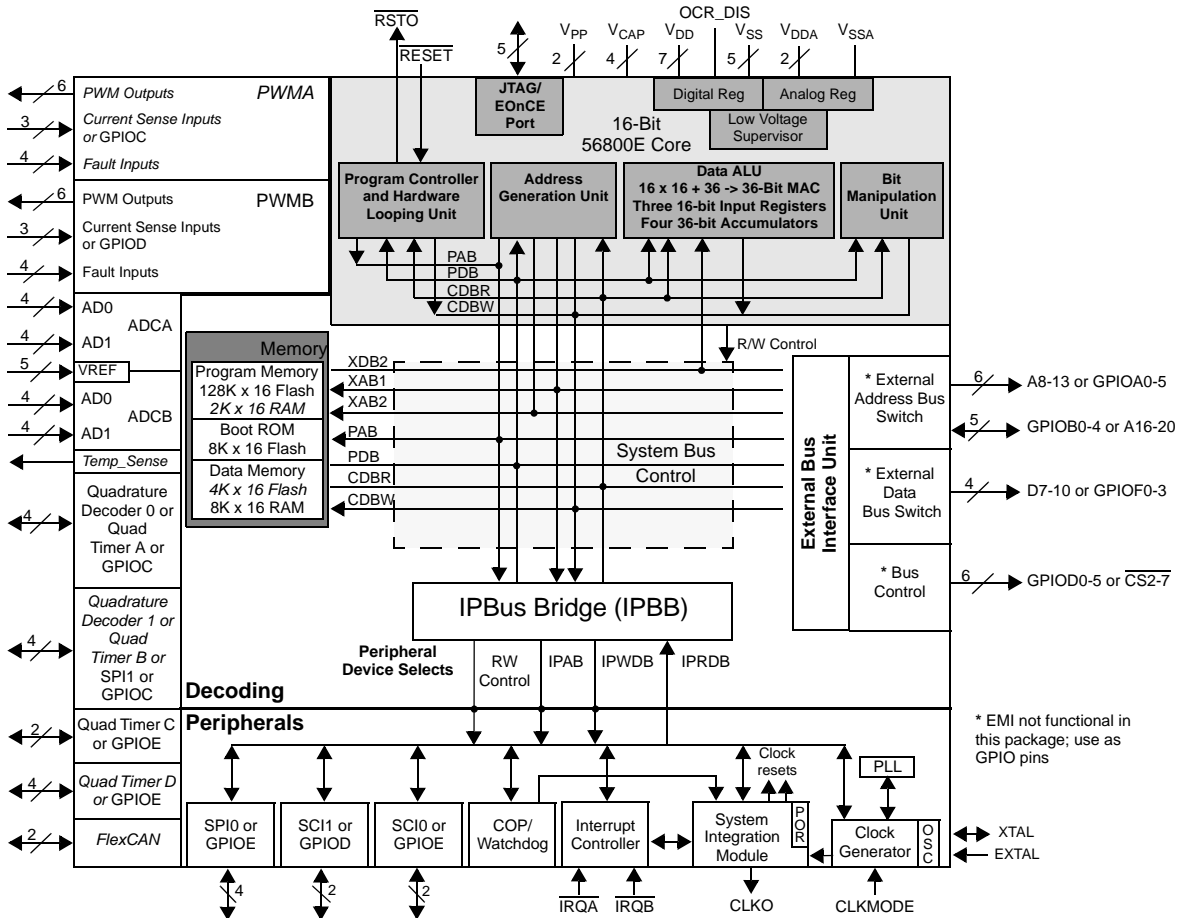 RSTO
RESET
5
V_PP
2
V_CAP
4
V_DD
7
OCR_DIS
V_SS
5
V_DDA
2
V_SSA
JTAG/
EOnCE
Port
Digital Reg
Analog Reg
Low Voltage
Supervisor
16-Bit
56800E Core
Program Controller
and Hardware
Looping Unit
Address
Generation Unit
Data ALU
16 x 16 + 36 -> 36-Bit MAC
Three 16-bit Input Registers
Four 36-bit Accumulators
Bit
Manipulation
Unit
PAB
PDB
CDBR
CDBW
6
PWM Outputs
PWMA
3
Current Sense Inputs
or GPIOC
4
Fault Inputs
6
PWM Outputs
PWMB
3
Current Sense Inputs
or GPIOD
4
Fault Inputs
4
AD0
ADCA
4
AD1
5
VREF
4
AD0
ADCB
4
AD1
Temp_Sense
4
Quadrature
Decoder 0 or
Quad
Timer A or
GPIOC
4
Quadrature
Decoder 1 or
Quad
Timer B or
SPI1 or
GPIOC
2
Quad Timer C
or GPIOE
4
Quad Timer D
or GPIOE
2
FlexCAN
Memory
Program Memory
128K x 16 Flash
2K x 16 RAM
Boot ROM
8K x 16 Flash
Data Memory
4K x 16 Flash
8K x 16 RAM
XDB2
XAB1
XAB2
PAB
PDB
CDBR
CDBW
R/W Control
System Bus
Control
External Bus
Interface Unit
* External
Address Bus
Switch
* External
Data
Bus Switch
* Bus
Control
6
A8-13 or GPIOA0-5
5
GPIOB0-4 or A16-20
4
D7-10 or GPIOF0-3
6
GPIOD0-5 or CS2-7
IPBus Bridge (IPBB)
Peripheral
Device Selects
RW
Control
IPAB
IPWDB
IPRDB
Decoding
Peripherals
* EMI not functional in
this package; use as
GPIO pins
Clock
resets
PLL
SPI0 or
GPIOE
SCI1 or
GPIOD
SCI0 or
GPIOE
COP/
Watchdog
Interrupt
Controller
System
Integration
Module
POR
Clock
Generator
OSC
XTAL
EXTAL
4
2
2
IRQA
IRQB
CLKO
CLKMODE